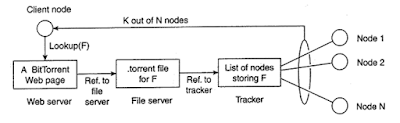 Client node
K out of N nodes
Lookup(F)
A BitTorrent
Web page
Ref. to
file
server
.torrent file
for F
Ref. to
tracker
List of nodes
storing F
Web server
File server
Tracker
Node 1
Node 2
Node N